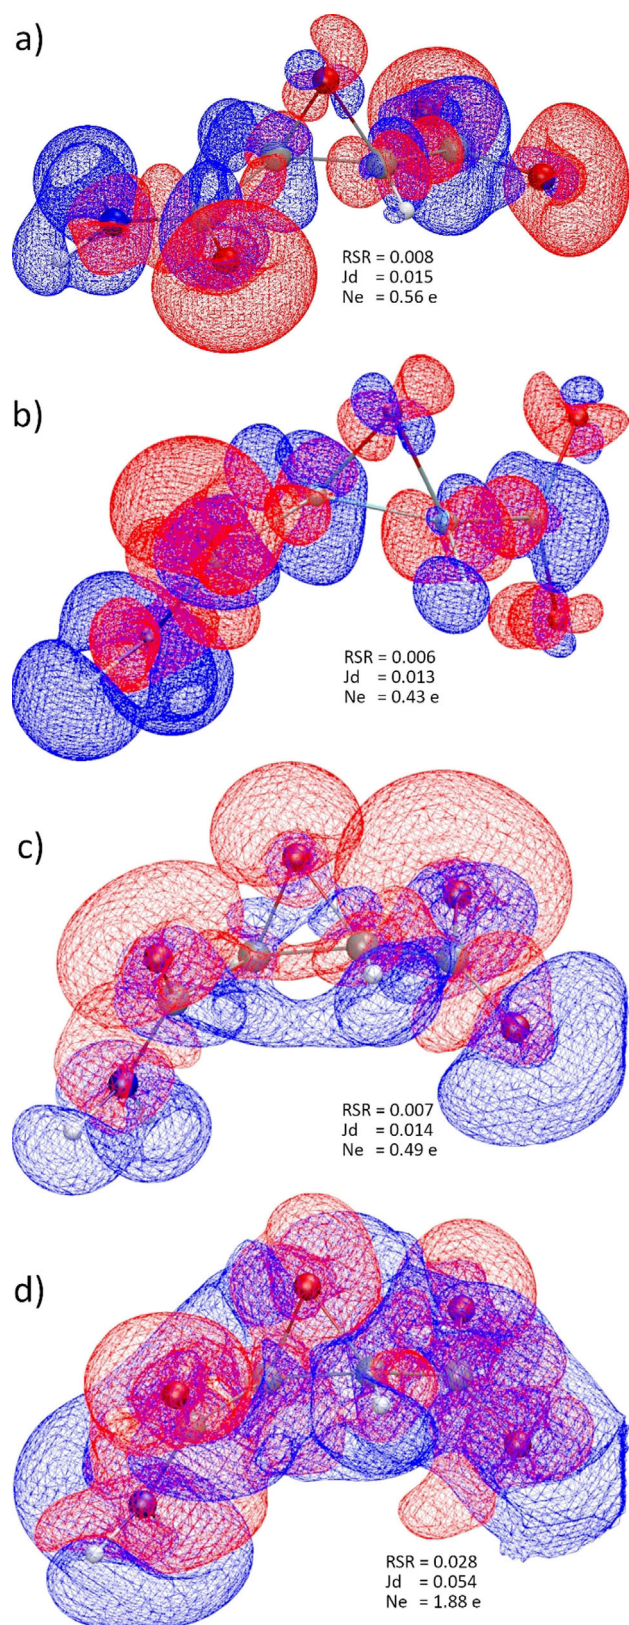 a)
RSR = 0.008
Jd = 0.015
Ne = 0.56 e
b)
RSR = 0.006
Jd = 0.013
Ne = 0.43 e
c)
RSR = 0.007
Jd = 0.014
Ne = 0.49 e
d)
RSR = 0.028
Jd = 0.054
Ne = 1.88 e